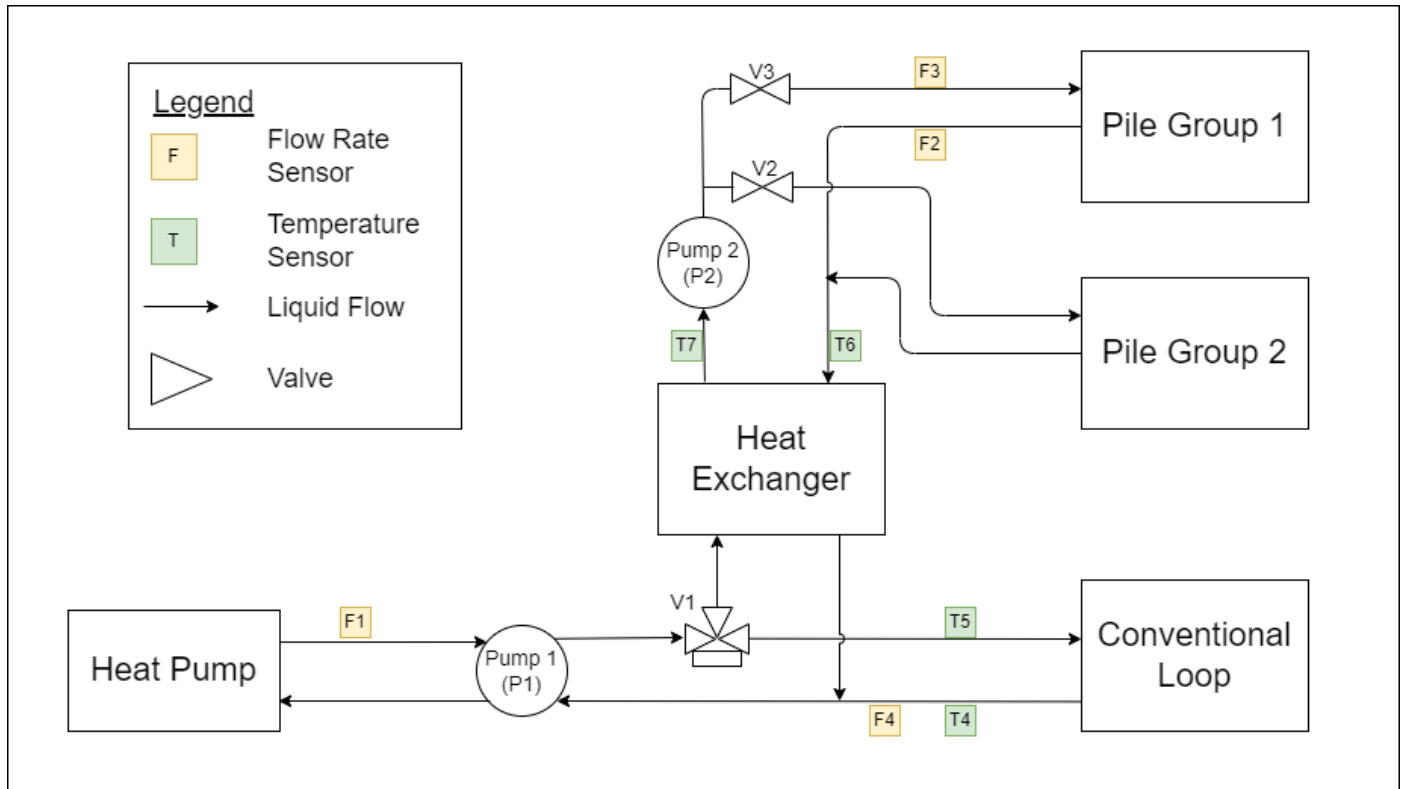 Legend
F
Flow Rate
Sensor
T
Temperature
Sensor
Liquid Flow
Valve
V3
F3
Pile Group 1
F2
V2
Pump 2
(P2)
T7
T6
Pile Group 2
Heat
Exchanger
V1
F1
T5
Heat Pump
Pump 1
(P1)
Conventional
Loop
F4
T4